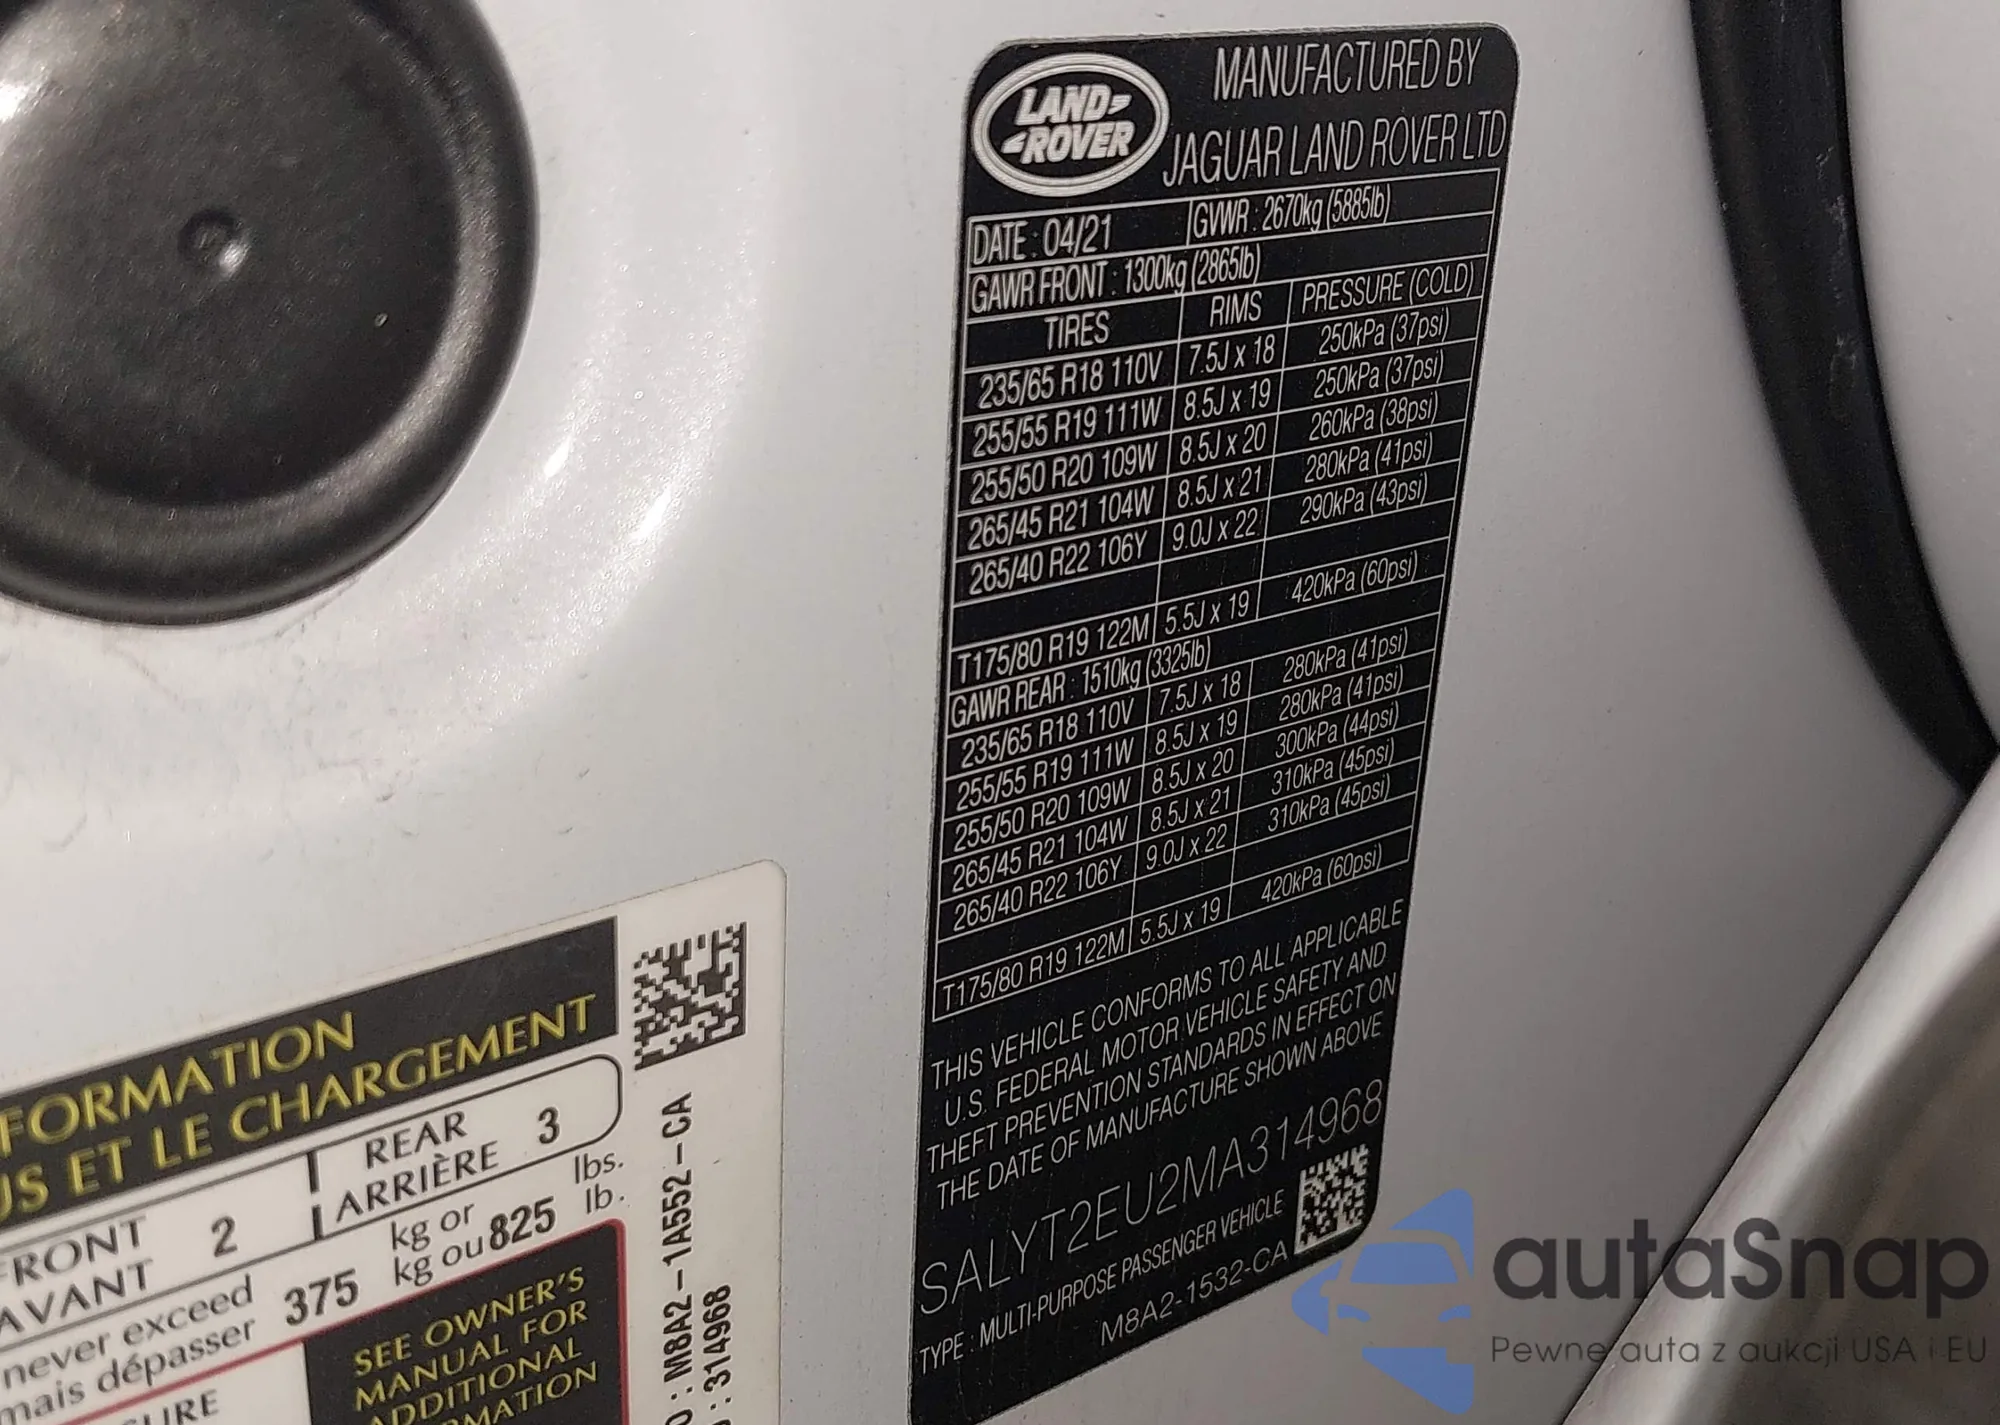 LAND
ROVER
MANUFACTURED BY
JAGUAR LAND ROVER LTD
DATE : 04/21 GVWR : 2670kg (5885lb)
GAWR FRONT : 1300kg (2865lb)
TIRES RIMS PRESSURE (COLD)
235/65 R18 110V 7.5J x 18 250kPa (37psi)
255/55 R19 111W 8.5J x 19 250kPa (37psi)
255/50 R20 109W 8.5J x 20 260kPa (38psi)
265/45 R21 104W 8.5J x 21 280kPa (41psi)
265/40 R22 106Y 9.0J x 22 290kPa (43psi)
T175/80 R19 122M 5.5J x 19 420kPa (60psi)
GAWR REAR : 1510kg (3325lb)
235/65 R18 110V 7.5J x 18 280kPa (41psi)
255/55 R19 111W 8.5J x 19 280kPa (41psi)
255/50 R20 109W 8.5J x 20 300kPa (44psi)
265/45 R21 104W 8.5J x 21 310kPa (45psi)
265/40 R22 106Y 9.0J x 22 310kPa (45psi)
T175/80 R19 122M 5.5J x 19 420kPa (60psi)
THIS VEHICLE CONFORMS TO ALL APPLICABLE
U.S. FEDERAL MOTOR VEHICLE SAFETY AND
THEFT PREVENTION STANDARDS IN EFFECT ON
THE DATE OF MANUFACTURE SHOWN ABOVE
SALYT2EU2MA314968
TYPE : MULTI-PURPOSE PASSENGER VEHICLE
M8A2-1532-CA
FORMATION
US ET LE CHARGEMENT
FRONT
AVANT 2
REAR
ARRIÈRE 3
never exceed
mais dépasser 375
kg or
kg ou 825
lbs.
lb.
SEE OWNER'S
MANUAL FOR
ADDITIONAL
RMATION
URE
O : M8A2-1A552-CA
: 314968
autaSnap
Pewne auta z aukcji USA i EU